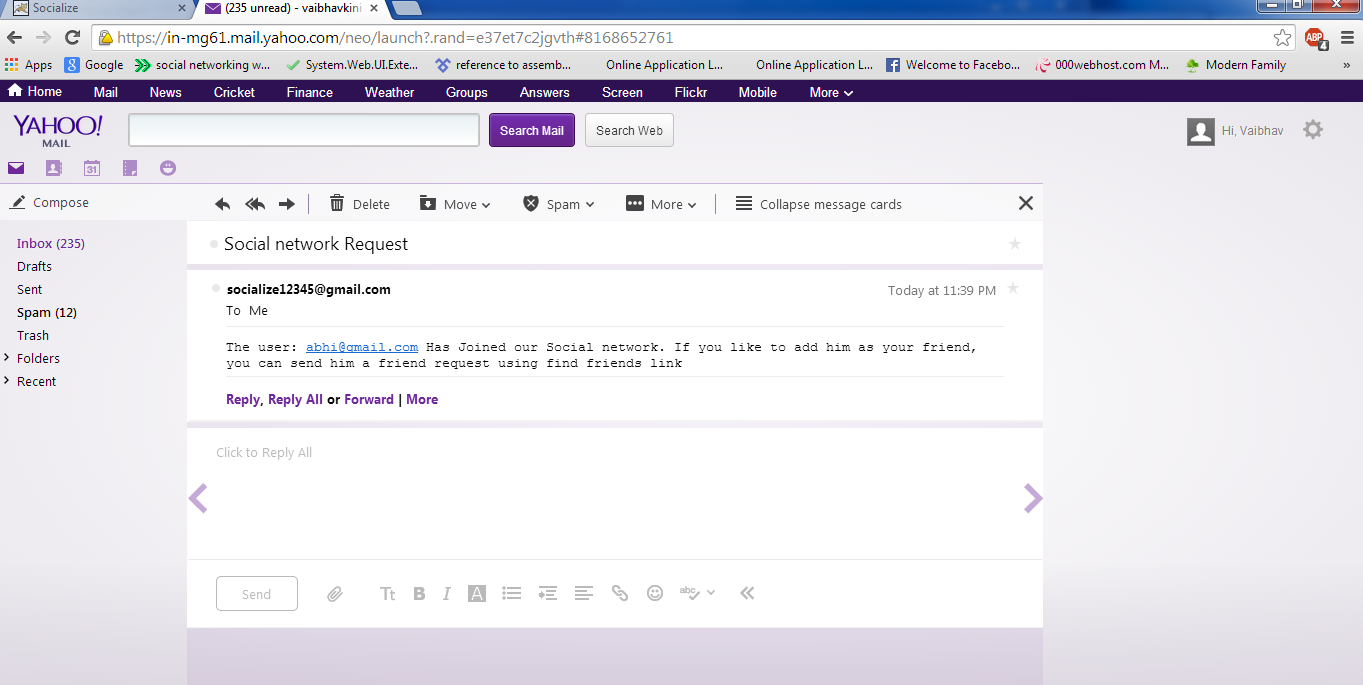 Socialize
(235 unread) - vaibhavkini
https://in-mg61.mail.yahoo.com/neo/launch?.rand=e37et7c2jgvth#8168652761
ABP 4
Apps Google social networking w... System.Web.UI.Exte... reference to assemb... Online Application L... Online Application L... Welcome to Facebo... 000webhost.com M... Modern Family »
Home Mail News Cricket Finance Weather Groups Answers Screen Flickr Mobile More
YAHOO!
MAIL
Search Mail Search Web Hi, Vaibhav
31
Compose Delete Move Spam More Collapse message cards
Inbox (235)
Drafts
Sent
Spam (12)
Trash
Folders
Recent
Social network Request
socialize12345@gmail.com Today at 11:39 PM
To Me
The user: abhi@gmail.com Has Joined our Social network. If you like to add him as your friend,
you can send him a friend request using find friends link
Reply, Reply All or Forward | More
Click to Reply All
Send Tt B I A abc